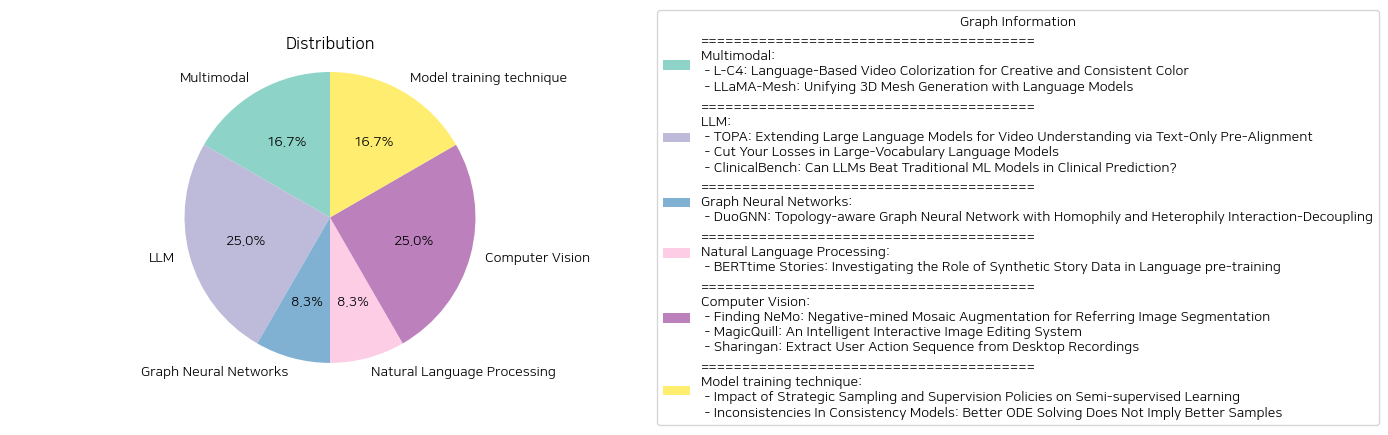 Distribution
Multimodal
Model training technique
16.7%
16.7%
25.0%
25.0%
LLM
Computer Vision
8.3%
8.3%
Graph Neural Networks
Natural Language Processing
Graph Information
========================================
Multimodal:
- L-C4: Language-Based Video Colorization for Creative and Consistent Color
- LLaMA-Mesh: Unifying 3D Mesh Generation with Language Models
========================================
LLM:
- TOPA: Extending Large Language Models for Video Understanding via Text-Only Pre-Alignment
- Cut Your Losses in Large-Vocabulary Language Models
- ClinicalBench: Can LLMs Beat Traditional ML Models in Clinical Prediction?
========================================
Graph Neural Networks:
- DuoGNN: Topology-aware Graph Neural Network with Homophily and Heterophily Interaction-Decoupling
========================================
Natural Language Processing:
- BERTtime Stories: Investigating the Role of Synthetic Story Data in Language pre-training
========================================
Computer Vision:
- Finding NeMo: Negative-mined Mosaic Augmentation for Referring Image Segmentation
- MagicQuill: An Intelligent Interactive Image Editing System
- Sharingan: Extract User Action Sequence from Desktop Recordings
========================================
Model training technique:
- Impact of Strategic Sampling and Supervision Policies on Semi-supervised Learning
- Inconsistencies In Consistency Models: Better ODE Solving Does Not Imply Better Samples